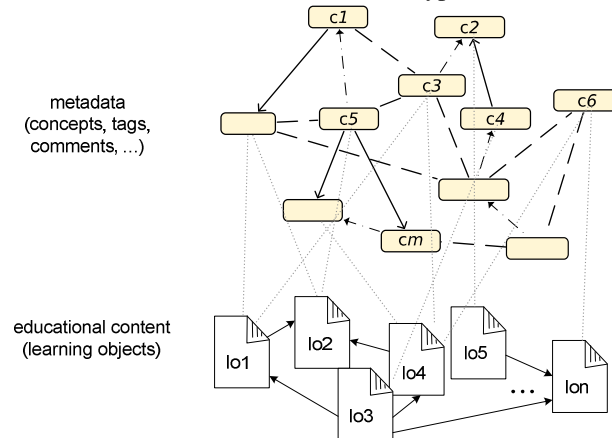 c1
c2
c3
c6
metadata
(concepts, tags,
comments, ...)
c5
c4
cm
educational content
(learning objects)
lo1
lo2
lo4
lo5
lo3
...
lon